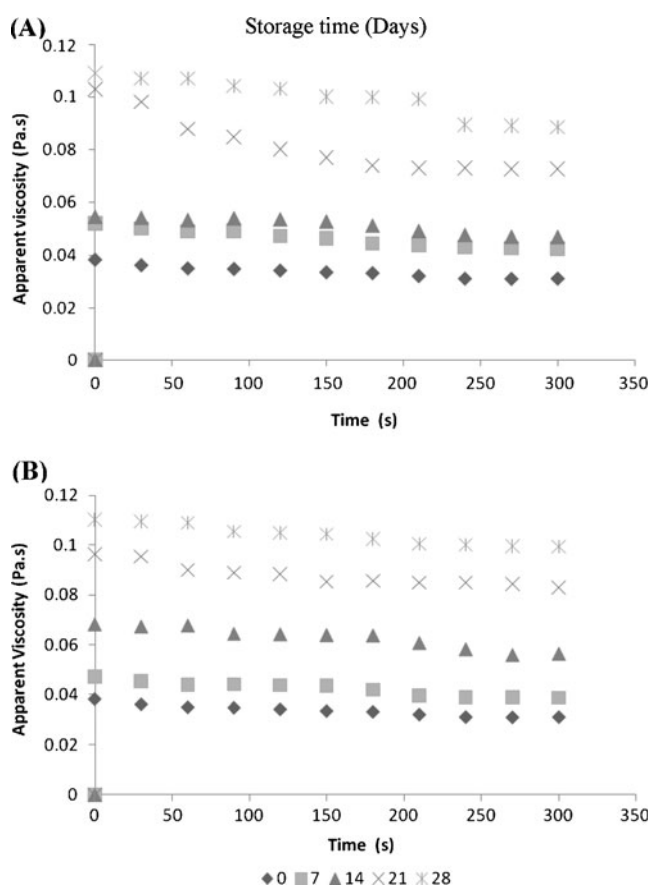 (A) Storage time (Days)
0.12
0.1
0.08
0.06
0.04
0.02
0
Apparent viscosity (Pa.s)
0 50 100 150 200 250 300 350
Time (s)
(B)
0.12
0.1
0.08
0.06
0.04
0.02
0
Apparent Viscosity (Pa.s)
0 50 100 150 200 250 300 350
Time (s)
0 7 14 21 28